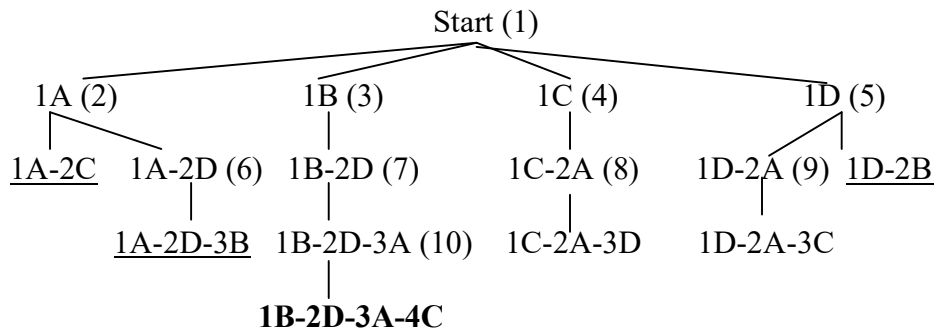 Start (1)
1A (2) 1B (3) 1C (4) 1D (5)
1A-2C 1A-2D (6) 1B-2D (7) 1C-2A (8) 1D-2A (9) 1D-2B
1A-2D-3B 1B-2D-3A (10) 1C-2A-3D 1D-2A-3C
1B-2D-3A-4C